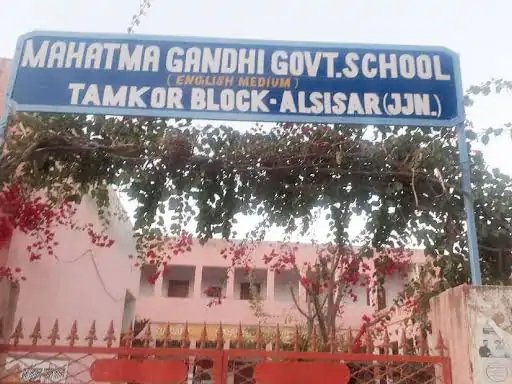 MAHATMA GANDHI GOVT.SCHOOL
(ENGLISH MEDIUM)
TAMKOR BLOCK-ALSISAR(JJN.)